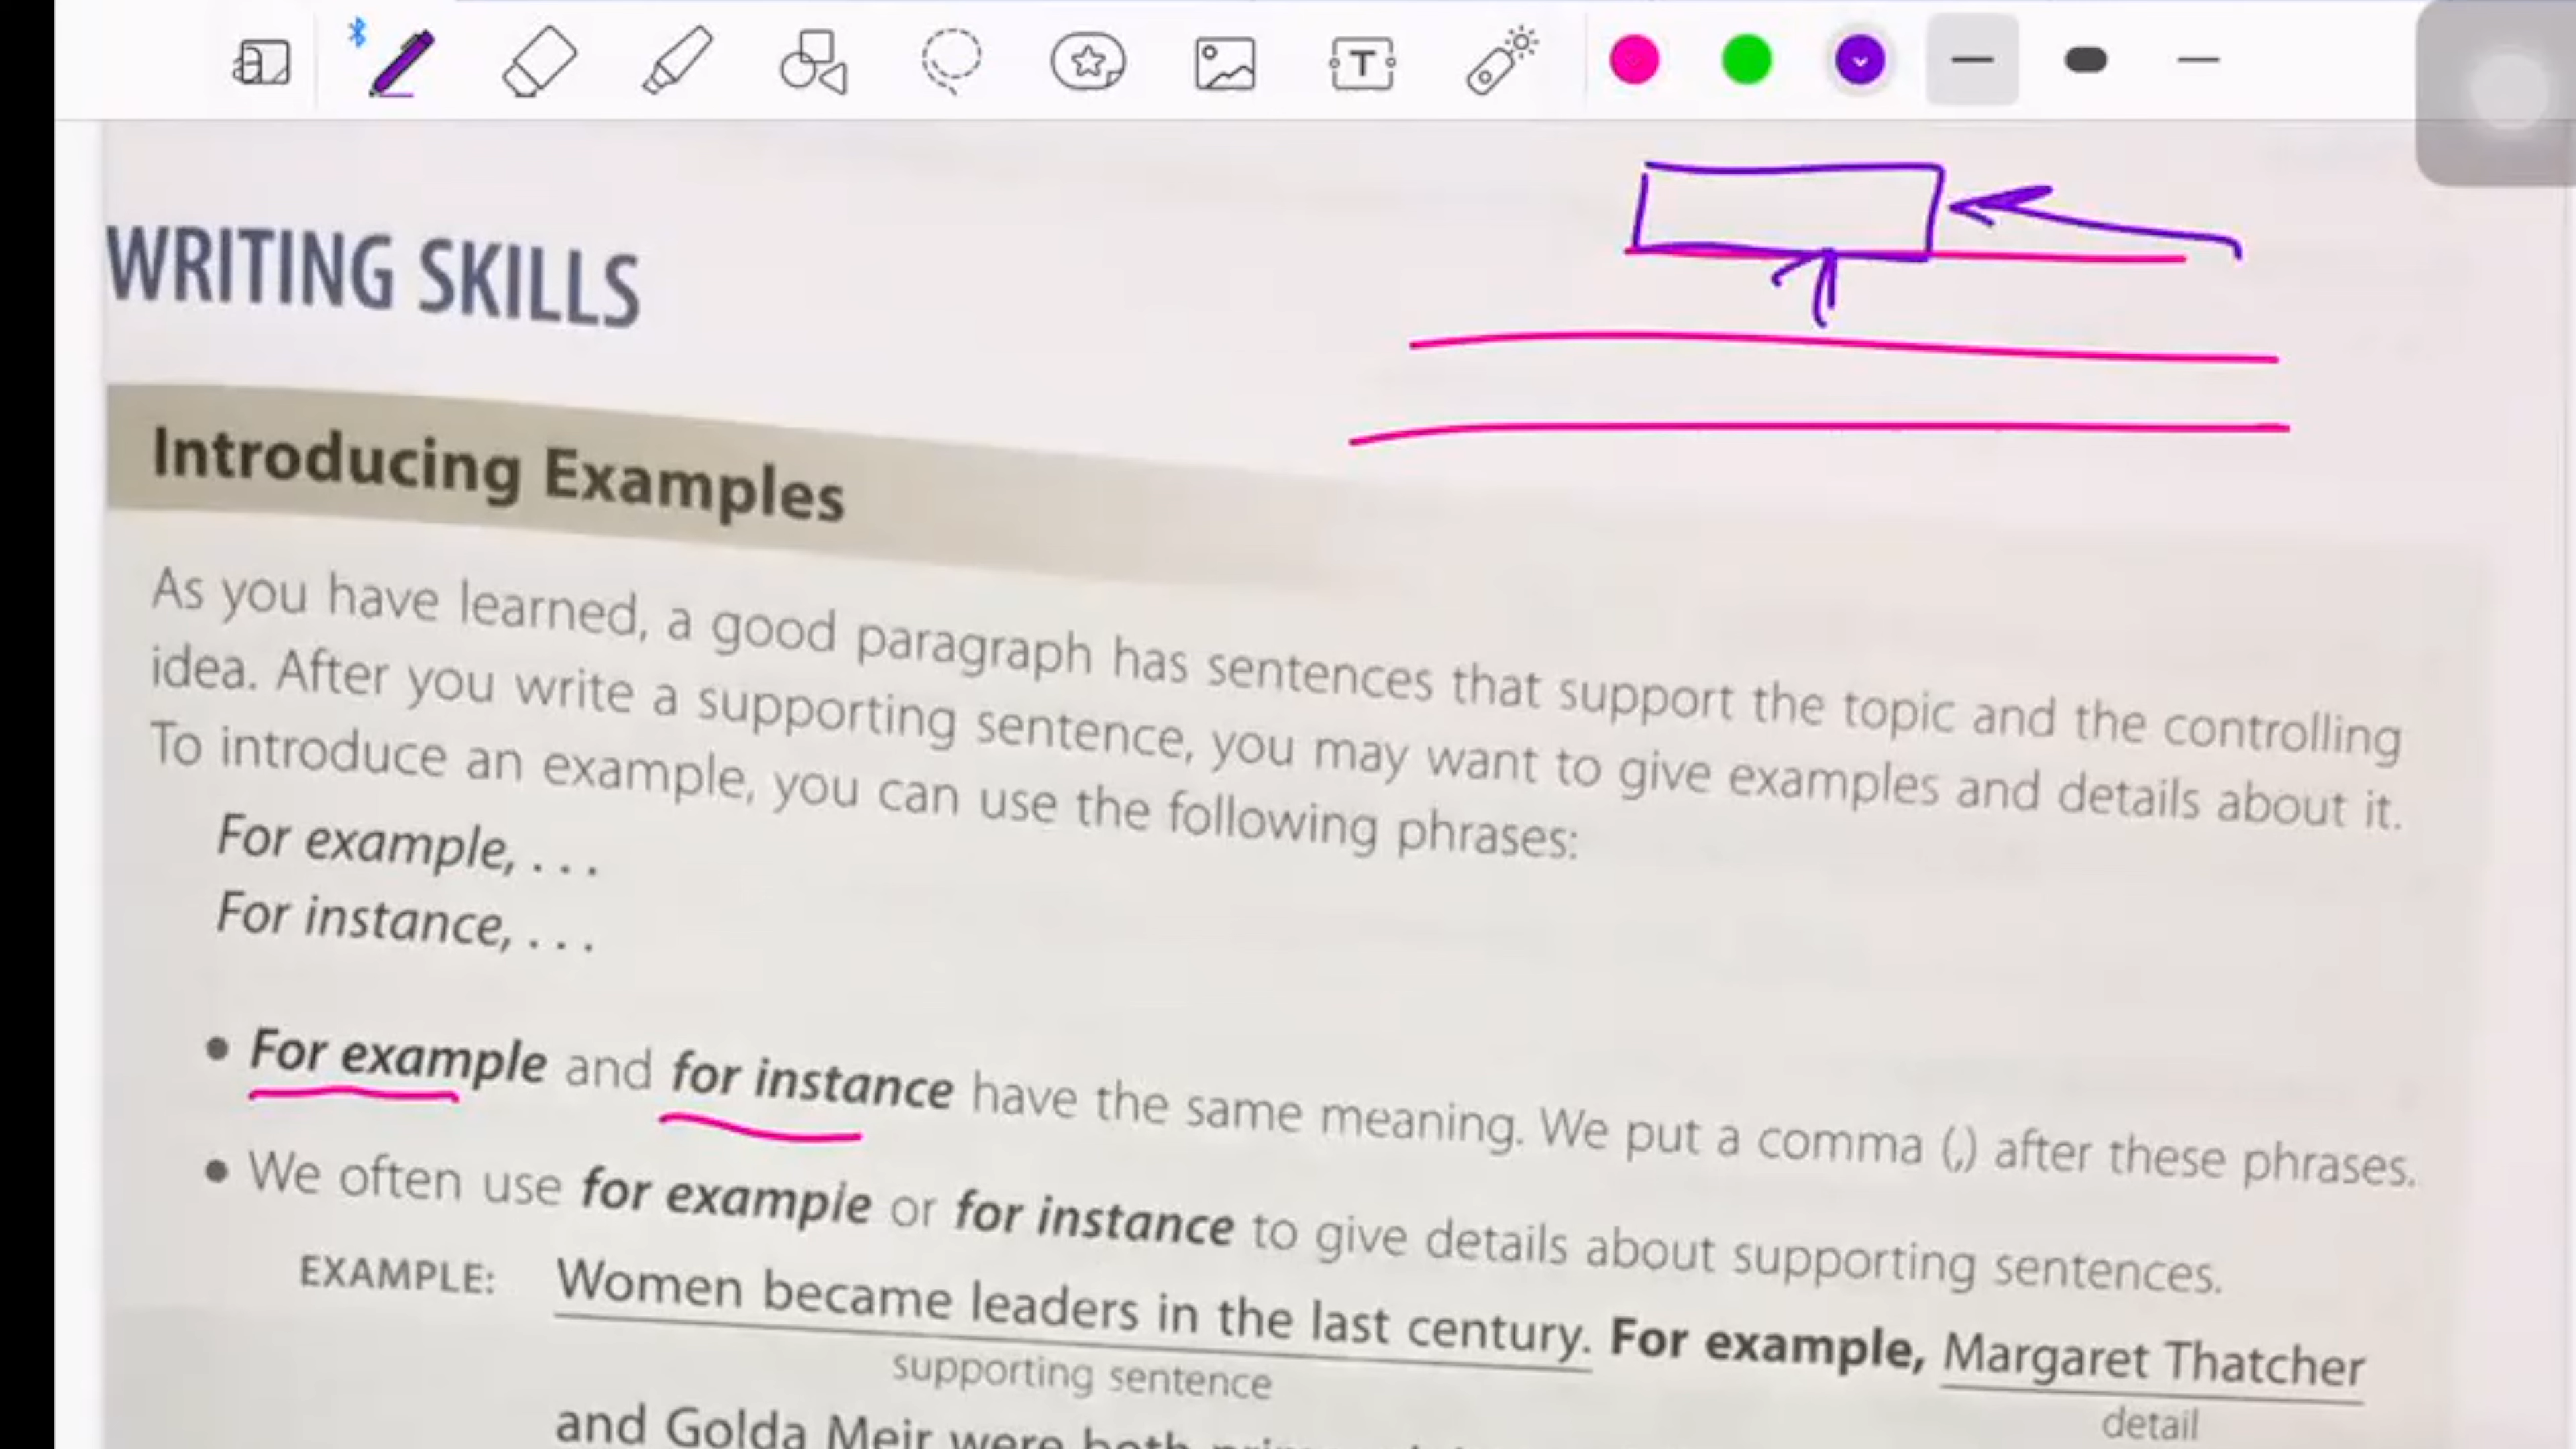 WRITING SKILLS
Introducing Examples
As you have learned, a good paragraph has sentences that support the topic and the controlling
idea. After you write a supporting sentence, you may want to give examples and details about it.
To introduce an example, you can use the following phrases:
For example, . . .
For instance, . . .
• For example and for instance have the same meaning. We put a comma (,) after these phrases.
• We often use for example or for instance to give details about supporting sentences.
EXAMPLE: Women became leaders in the last century. For example, Margaret Thatcher
supporting sentence detail
and Golda Meir were both